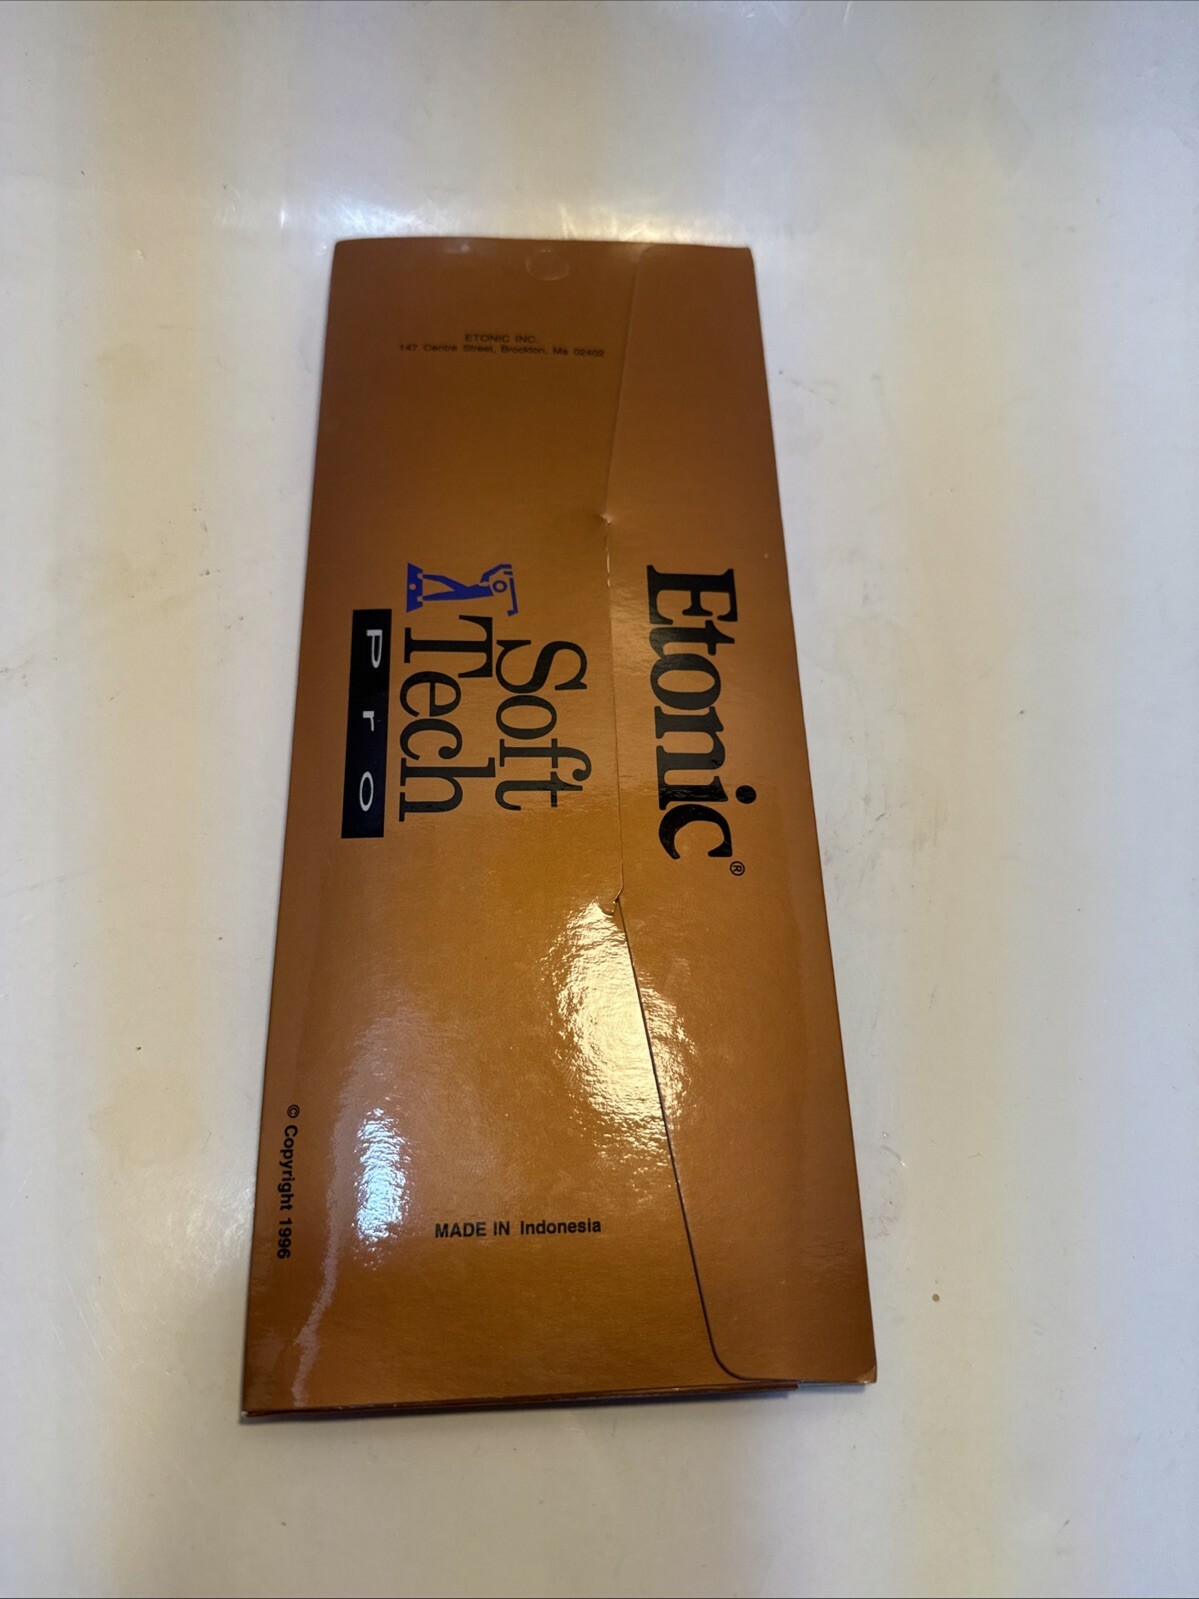 ETONIC INC.
147 Centre Street, Brockton, Ma 02402
Etonic®
Soft
Tech
Pro
MADE IN Indonesia
© Copyright 1996